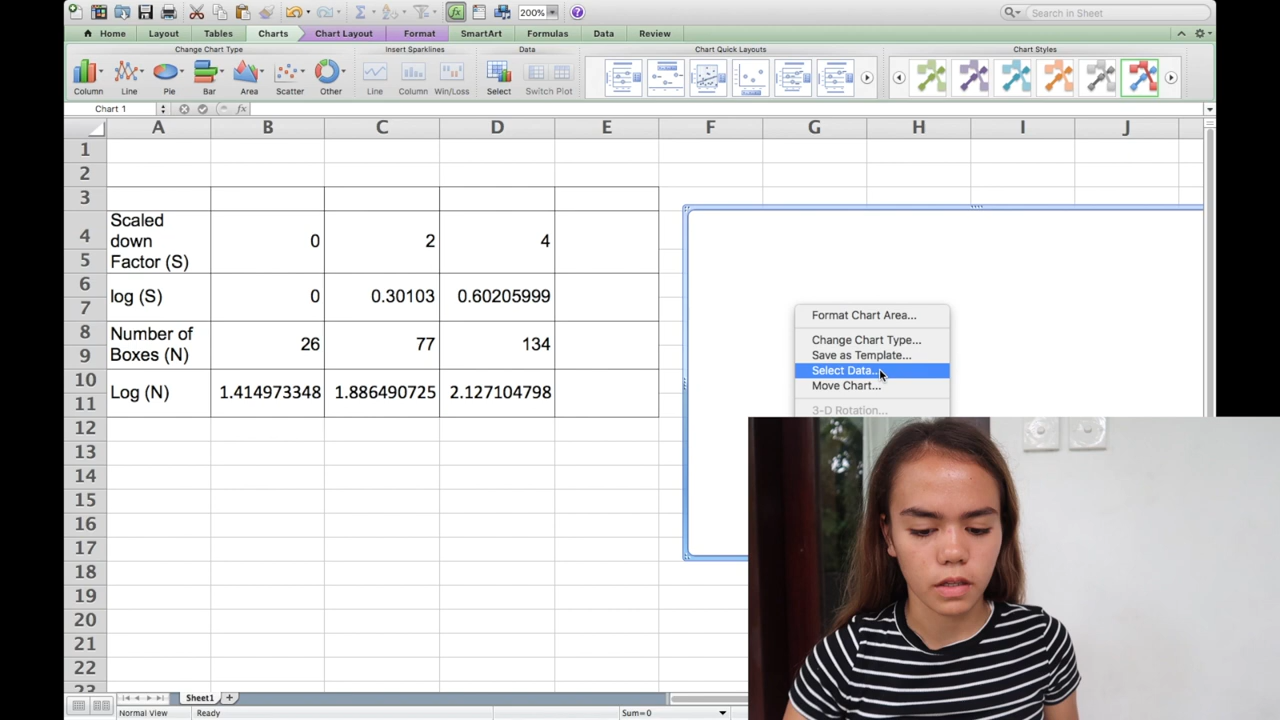 200%
Search in Sheet
Home Layout Tables Charts Chart Layout Format SmartArt Formulas Data Review
Change Chart Type Insert Sparklines Data Chart Quick Layouts Chart Styles
Column Line Pie Bar Area Scatter Other Line Column Win/Loss Select Switch Plot
Chart 1 fx
A B C D E F G H I J
1
2
3
4
5
6
7
8
9
10
11
12
13
14
15
16
17
18
19
20
21
22
23
Scaled
down
Factor (S) 0 2 4
log (S) 0 0.30103 0.60205999
Number of
Boxes (N) 26 77 134
Log (N) 1.414973348 1.886490725 2.127104798
Format Chart Area...
Change Chart Type...
Save as Template...
Select Data...
Move Chart...
3-D Rotation...
Sheet1
Normal View Ready Sum=0